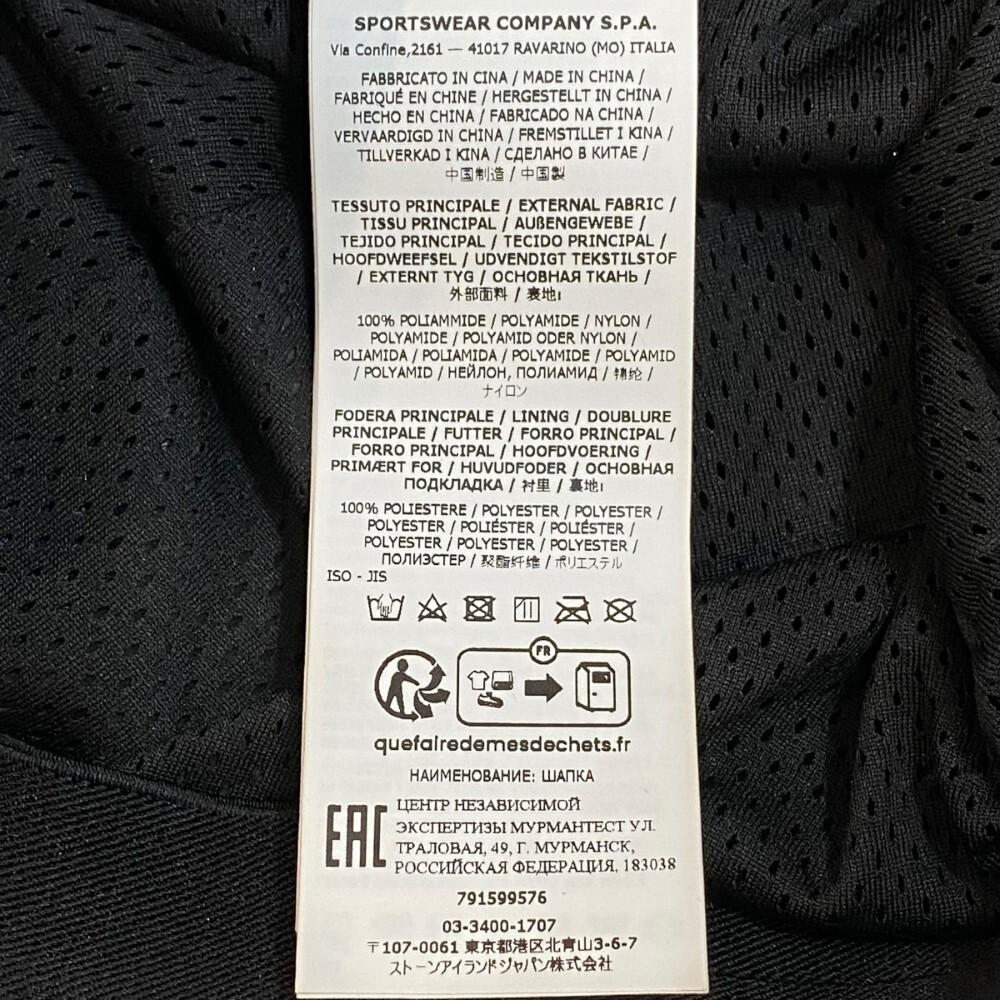 SPORTSWEAR COMPANY S.P.A.
Via Confine,2161 — 41017 RAVARINO (MO) ITALIA
FABBRICATO IN CINA / MADE IN CHINA /
FABRIQUÉ EN CHINE / HERGESTELLT IN CHINA /
HECHO EN CHINA / FABRICADO NA CHINA /
VERVAARDIGD IN CHINA / FREMSTILLET I KINA /
TILLVERKAD I KINA / СДЕЛАНО В КИТАЕ /
中国制造 / 中国製
TESSUTO PRINCIPALE / EXTERNAL FABRIC /
TISSU PRINCIPAL / AUßENGEWEBE /
TEJIDO PRINCIPAL / TECIDO PRINCIPAL /
HOOFDWEEFSEL / UDVENDIGT TEKSTILSTOF
/ EXTERNT TYG / ОСНОВНАЯ ТКАНЬ /
外部面料 / 表地ı
100% POLIAMMIDE / POLYAMIDE / NYLON /
POLYAMIDE / POLYAMID ODER NYLON /
POLIAMIDA / POLIAMIDA / POLYAMIDE / POLYAMID
/ POLYAMID / НЕЙЛОН, ПОЛИАМИД / 锦纶 /
ナイロン
FODERA PRINCIPALE / LINING / DOUBLURE
PRINCIPALE / FUTTER / FORRO PRINCIPAL /
FORRO PRINCIPAL / HOOFDVOERING /
PRIMÆRT FOR / HUVUDFODER / ОСНОВНАЯ
ПОДКЛАДКА / 衬里 / 裏地ı
100% POLIESTERE / POLYESTER / POLYESTER /
POLYESTER / POLIÉSTER / POLIÉSTER /
POLYESTER / POLYESTER / POLYESTER /
ПОЛИЭСТЕР / 聚酯纤维 / ポリエステル
ISO - JIS
FR
quefairedemesdechets.fr
НАИМЕНОВАНИЕ: ШАПКА
EAC
ЦЕНТР НЕЗАВИСИМОЙ
ЭКСПЕРТИЗЫ МУРМАНТЕСТ УЛ.
ТРАЛОВАЯ, 49, Г. МУРМАНСК,
РОССИЙСКАЯ ФЕДЕРАЦИЯ, 183038
791599576
03-3400-1707
〒107-0061 東京都港区北青山3-6-7
ストーンアイランドジャパン株式会社